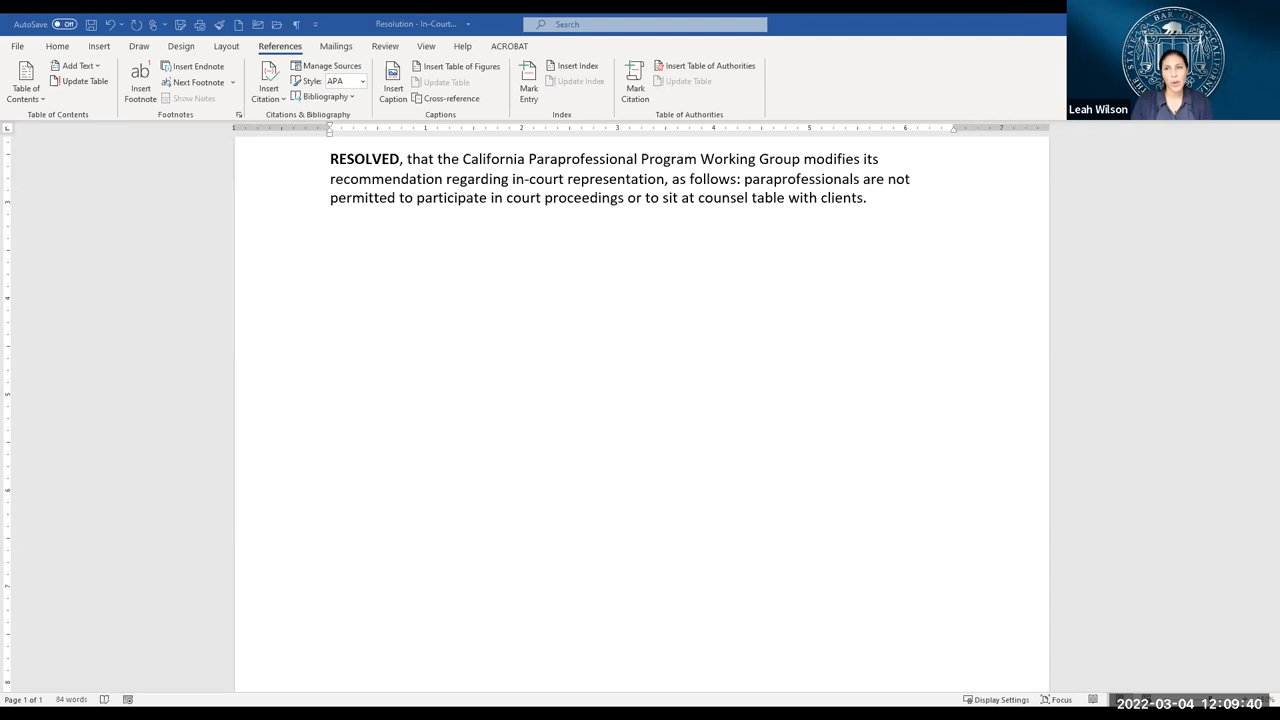 AutoSave Off Resolution - In-Court... Search
File Home Insert Draw Design Layout References Mailings Review View Help ACROBAT
Table of Contents Add Text Update Table
Insert Footnote Insert Endnote Next Footnote Show Notes
Insert Citation Manage Sources Style: APA Bibliography
Insert Caption Insert Table of Figures Update Table Cross-reference
Mark Entry Insert Index Update Index
Mark Citation Insert Table of Authorities Update Table
Table of Contents Footnotes Citations & Bibliography Captions Index Table of Authorities
Leah Wilson
RESOLVED, that the California Paraprofessional Program Working Group modifies its
recommendation regarding in-court representation, as follows: paraprofessionals are not
permitted to participate in court proceedings or to sit at counsel table with clients.
Page 1 of 1 84 words Display Settings Focus
2022-03-04 12:09:40